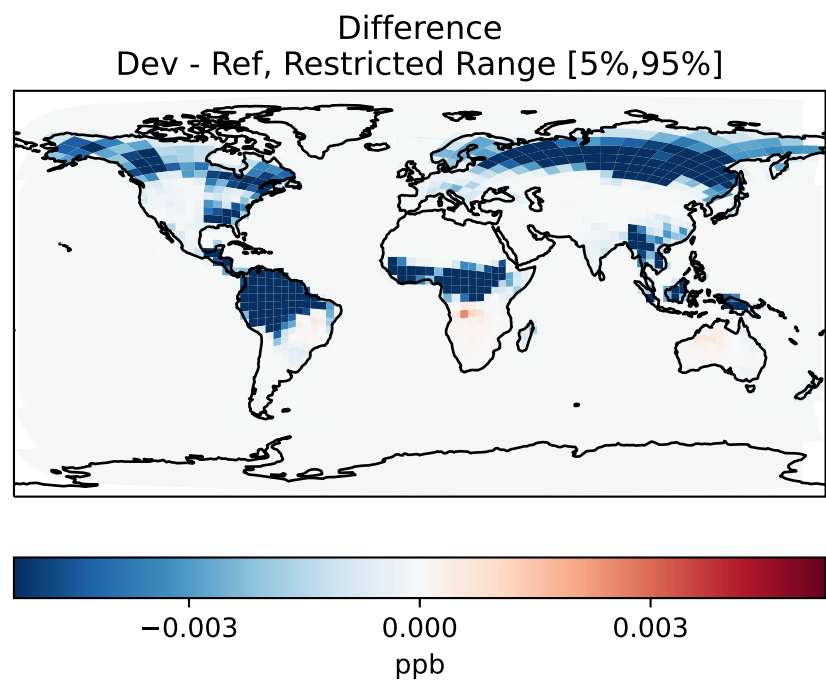 Difference
Dev - Ref, Restricted Range [5%,95%]
−0.003 0.000 0.003
ppb